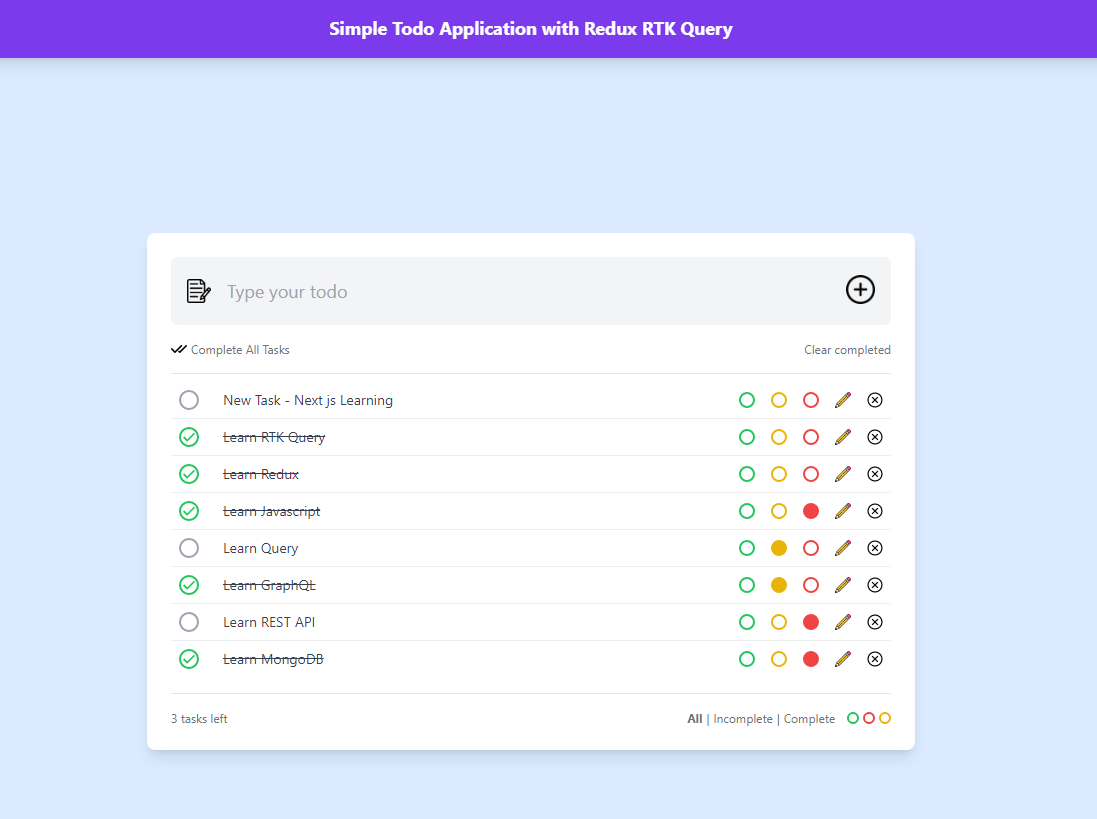 Simple Todo Application with Redux RTK Query
Type your todo
Complete All Tasks Clear completed
New Task - Next js Learning
Learn RTK Query
Learn Redux
Learn Javascript
Learn Query
Learn GraphQL
Learn REST API
Learn MongoDB
3 tasks left All | Incomplete | Complete